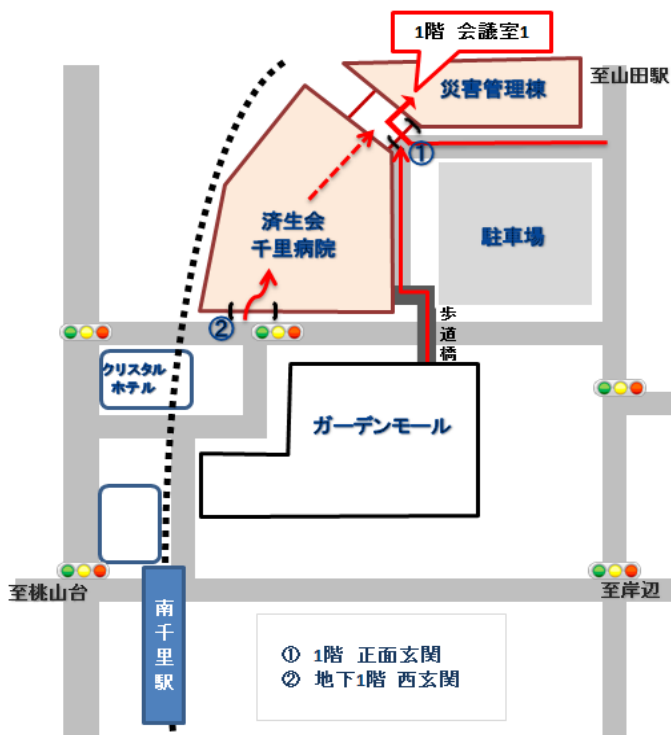 1階 会議室1
災害管理棟
至山田駅
①
済生会
千里病院
駐車場
②
歩道橋
クリスタル
ホテル
ガーデンモール
至桃山台
南千里駅
至岸辺
① 1階 正面玄関
② 地下1階 西玄関